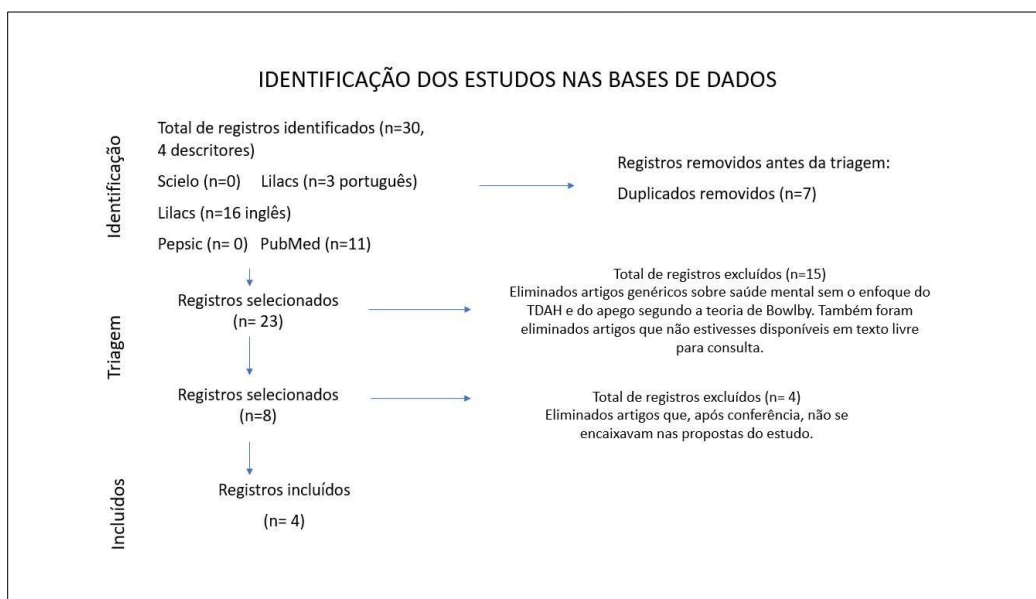 IDENTIFICAÇÃO DOS ESTUDOS NAS BASES DE DADOS
Identificação
Total de registros identificados (n=30,
4 descritores)
Scielo (n=0) Lilacs (n=3 português)
Lilacs (n=16 inglês)
Pepsic (n= 0) PubMed (n=11)
Registros removidos antes da triagem:
Duplicados removidos (n=7)
Triagem
Registros selecionados
(n= 23)
Total de registros excluídos (n=15)
Eliminados artigos genéricos sobre saúde mental sem o enfoque do
TDAH e do apego segundo a teoria de Bowlby. Também foram
eliminados artigos que não estivesses disponíveis em texto livre
para consulta.
Registros selecionados
(n=8)
Total de registros excluídos (n= 4)
Eliminados artigos que, após conferência, não se
encaixavam nas propostas do estudo.
Incluídos
Registros incluídos
(n= 4)